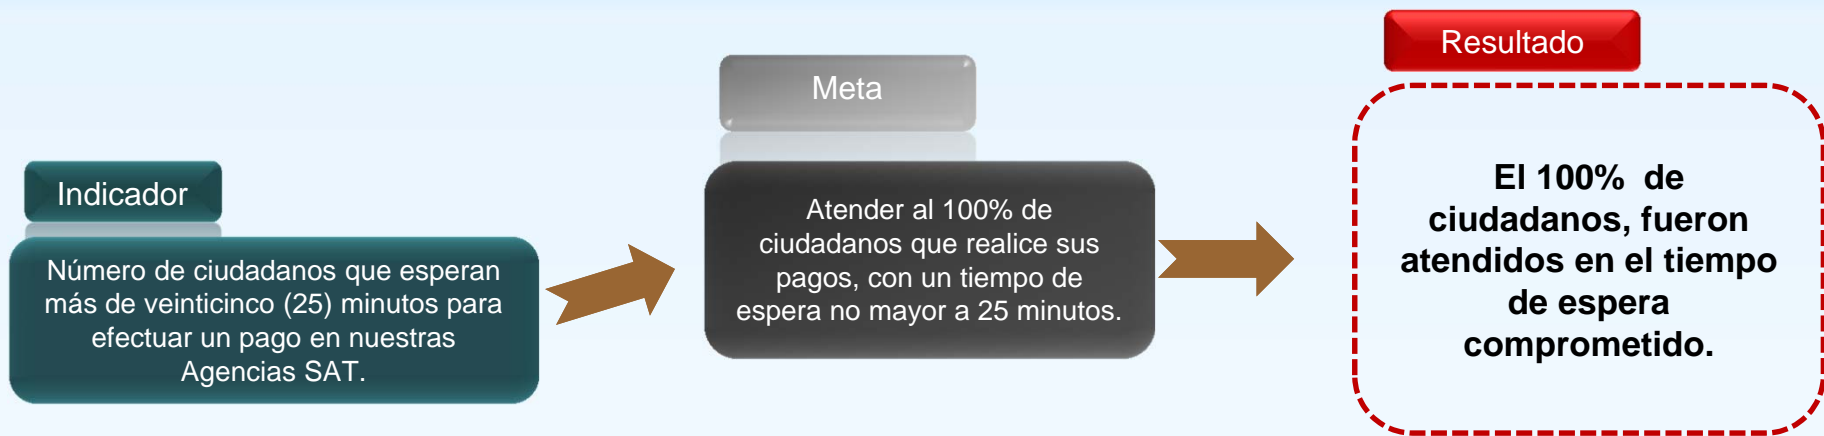 Indicador
Número de ciudadanos que esperan
más de veinticinco (25) minutos para
efectuar un pago en nuestras
Agencias SAT.
Meta
Atender al 100% de
ciudadanos que realice sus
pagos, con un tiempo de
espera no mayor a 25 minutos.
Resultado
El 100%  de
ciudadanos, fueron
atendidos en el tiempo
de espera
comprometido.